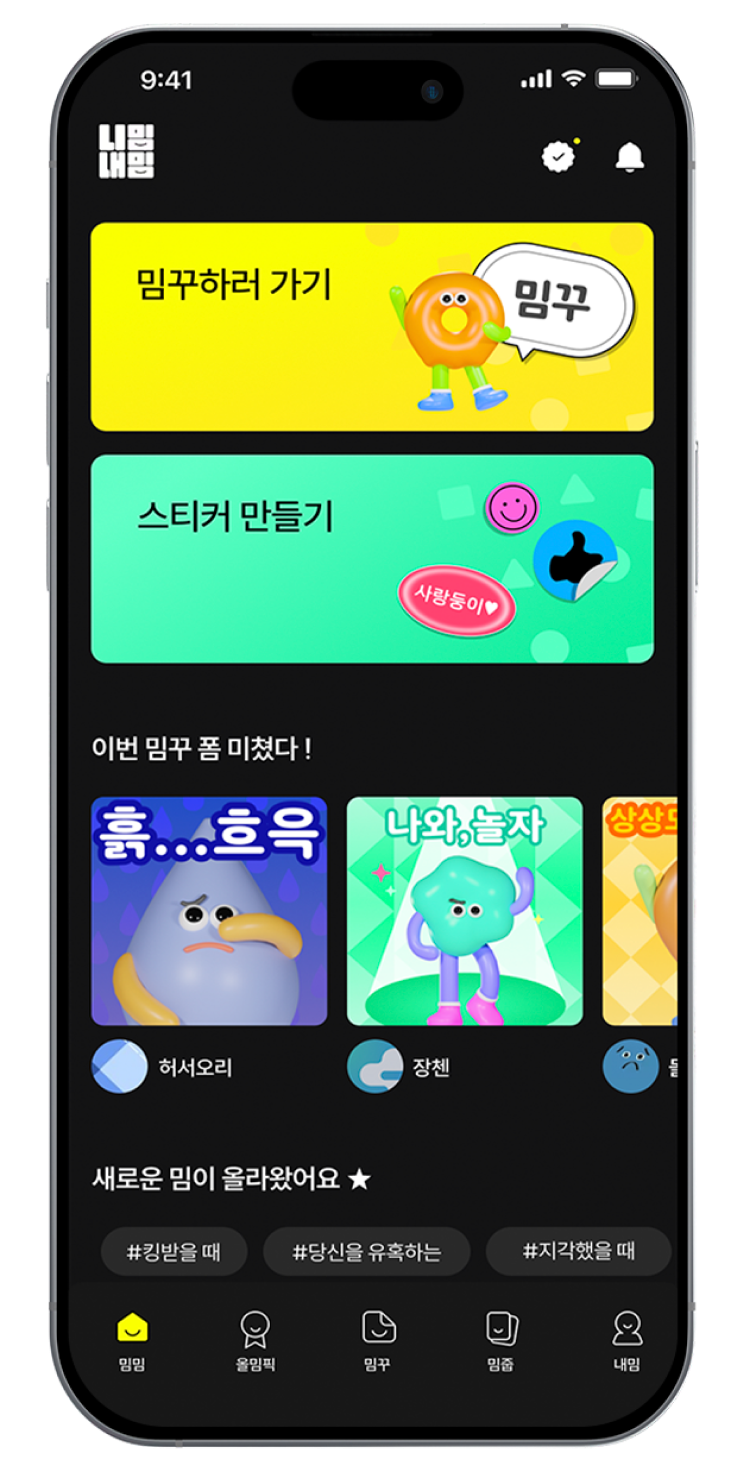 9:41
니밈
내밈
밈꾸하러 가기
밈꾸
스티커 만들기
사랑둥이♥
이번 밈꾸 폼 미쳤다 !
흙...흐윽
나와,놀자
상상
허서오리
장첸
새로운 밈이 올라왔어요 ★
#킹받을 때
#당신을 유혹하는
#지각했을 때
밈밈
올밈픽
밈꾸
밈줍
내밈